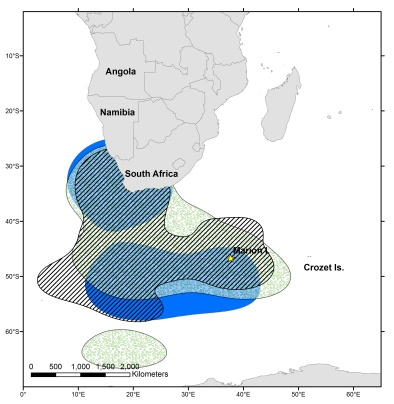 10°S
Angola
20°S
Namibia
30°S
South Africa
40°S
Marion I.
Crozet Is.
50°S
60°S
0 500 1,000 1,500 2,000
Kilometers
0° 10°E 20°E 30°E 40°E 50°E 60°E